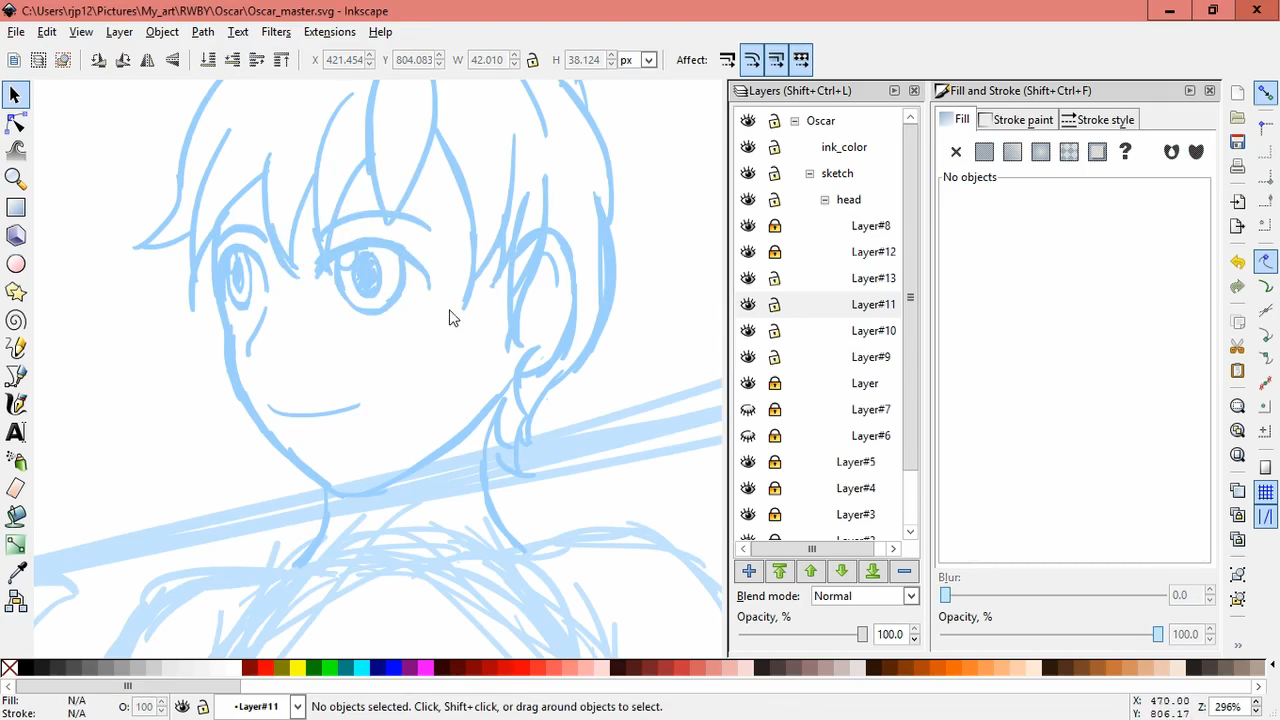 C:\Users\rjp12\Pictures\My_art\RWBY\Oscar\Oscar_master.svg - Inkscape
File Edit View Layer Object Path Text Filters Extensions Help
X 421.454 Y 804.083 W 42.010 H 38.124 px Affect:
Layers (Shift+Ctrl+L)
Oscar
ink_color
sketch
head
Layer#8
Layer#12
Layer#13
Layer#11
Layer#10
Layer#9
Layer
Layer#7
Layer#6
Layer#5
Layer#4
Layer#3
Blend mode: Normal
Opacity, %
100.0
Fill and Stroke (Shift+Ctrl+F)
Fill Stroke paint Stroke style
?
No objects
Blur:
0.0
Opacity, %
100.0
Fill: N/A
Stroke: N/A
O: 100
•Layer#11
No objects selected. Click, Shift+click, or drag around objects to select.
X: 470.00
Y: 806.17
Z: 296%